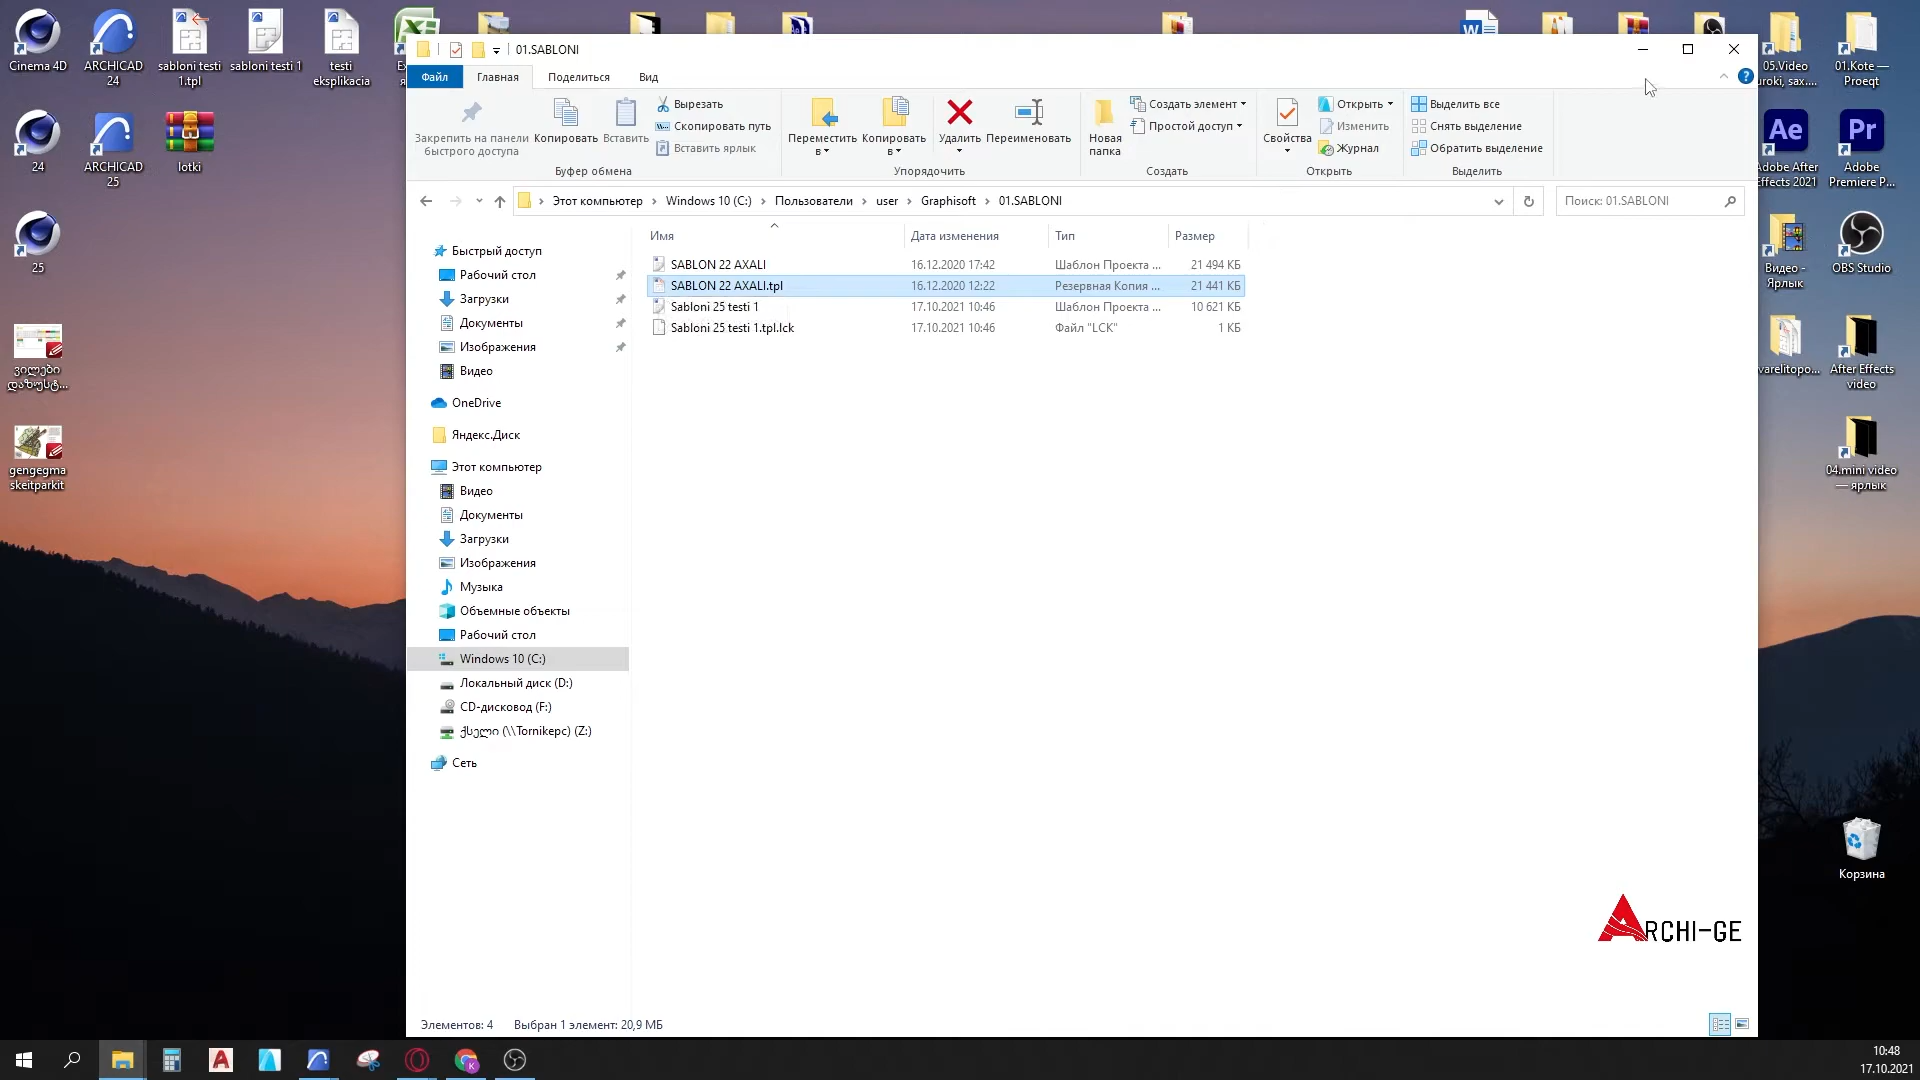 Cinema 4D
ARCHICAD
24
sabloni testi
1.tpl
sabloni testi 1
testi
eksplikacia
01.SABLONI
Файл
Главная
Поделиться
Вид
Закрепить на панели
быстрого доступа
Копировать
Вставить
Вырезать
Скопировать путь
Вставить ярлык
Буфер обмена
Переместить
в
Копировать
в
Удалить
Переименовать
Упорядочить
Новая
папка
Создать элемент
Простой доступ
Создать
Свойства
Открыть
Изменить
Журнал
Открыть
Выделить все
Снять выделение
Обратить выделение
Выделить
Этот компьютер
Windows 10 (C:)
Пользователи
user
Graphisoft
01.SABLONI
Поиск: 01.SABLONI
Имя
Дата изменения
Тип
Размер
SABLON 22 AXALI 16.12.2020 17:42 Шаблон Проекта ... 21 494 КБ
SABLON 22 AXALI.tpl 16.12.2020 12:22 Резервная Копия ... 21 441 КБ
Sabloni 25 testi 1 17.10.2021 10:46 Шаблон Проекта ... 10 621 КБ
Sabloni 25 testi 1.tpl.lck 17.10.2021 10:46 Файл "LCK" 1 КБ
Быстрый доступ
Рабочий стол
Загрузки
Документы
Изображения
Видео
OneDrive
Яндекс.Диск
Этот компьютер
Видео
Документы
Загрузки
Изображения
Музыка
Объемные объекты
Рабочий стол
Windows 10 (C:)
Локальный диск (D:)
CD-дисковод (F:)
ქსელი (\\Tornikepc) (Z:)
Сеть
Элементов: 4
Выбран 1 элемент: 20,9 МБ
24
ARCHICAD
25
lotki
25
ვილები
დაზუსტ...
gengegma
skeitparkit
05.Video
uroki, sax....
01.Kote —
Proeqt
Ae
Adobe After
Effects 2021
Pr
Adobe
Premiere P...
Видео -
Ярлык
OBS Studio
varelitopo...
After Effects
video
04.mini video
— ярлык
Корзина
ARCHI-GE
10:48
17.10.2021